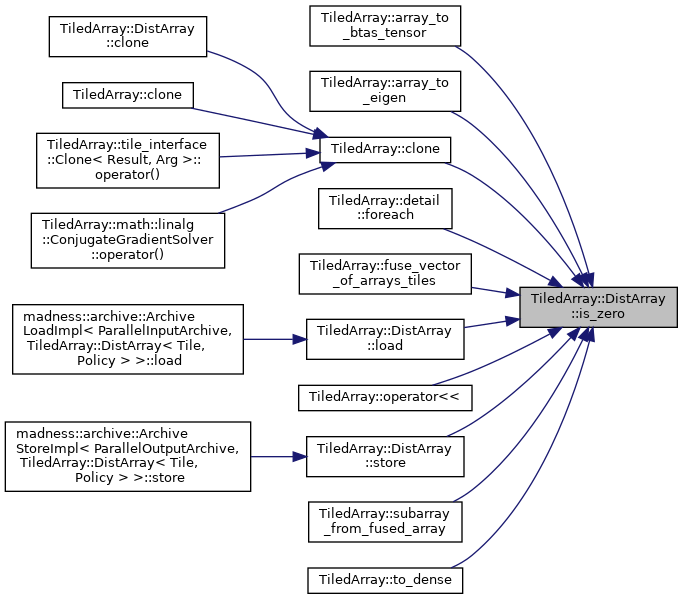 TiledArray::DistArray
::clone
TiledArray::clone
TiledArray::tile_interface
::Clone< Result, Arg >::
operator()
TiledArray::math::linalg
::ConjugateGradientSolver
::operator()
madness::archive::Archive
LoadImpl< ParallelInputArchive,
TiledArray::DistArray< Tile,
Policy > >::load
madness::archive::Archive
StoreImpl< ParallelOutputArchive,
TiledArray::DistArray< Tile,
Policy > >::store
TiledArray::array_to
_btas_tensor
TiledArray::array_to
_eigen
TiledArray::clone
TiledArray::detail
::foreach
TiledArray::fuse_vector
_of_arrays_tiles
TiledArray::DistArray
::load
TiledArray::operator<<
TiledArray::DistArray
::store
TiledArray::subarray
_from_fused_array
TiledArray::to_dense
TiledArray::DistArray
::is_zero